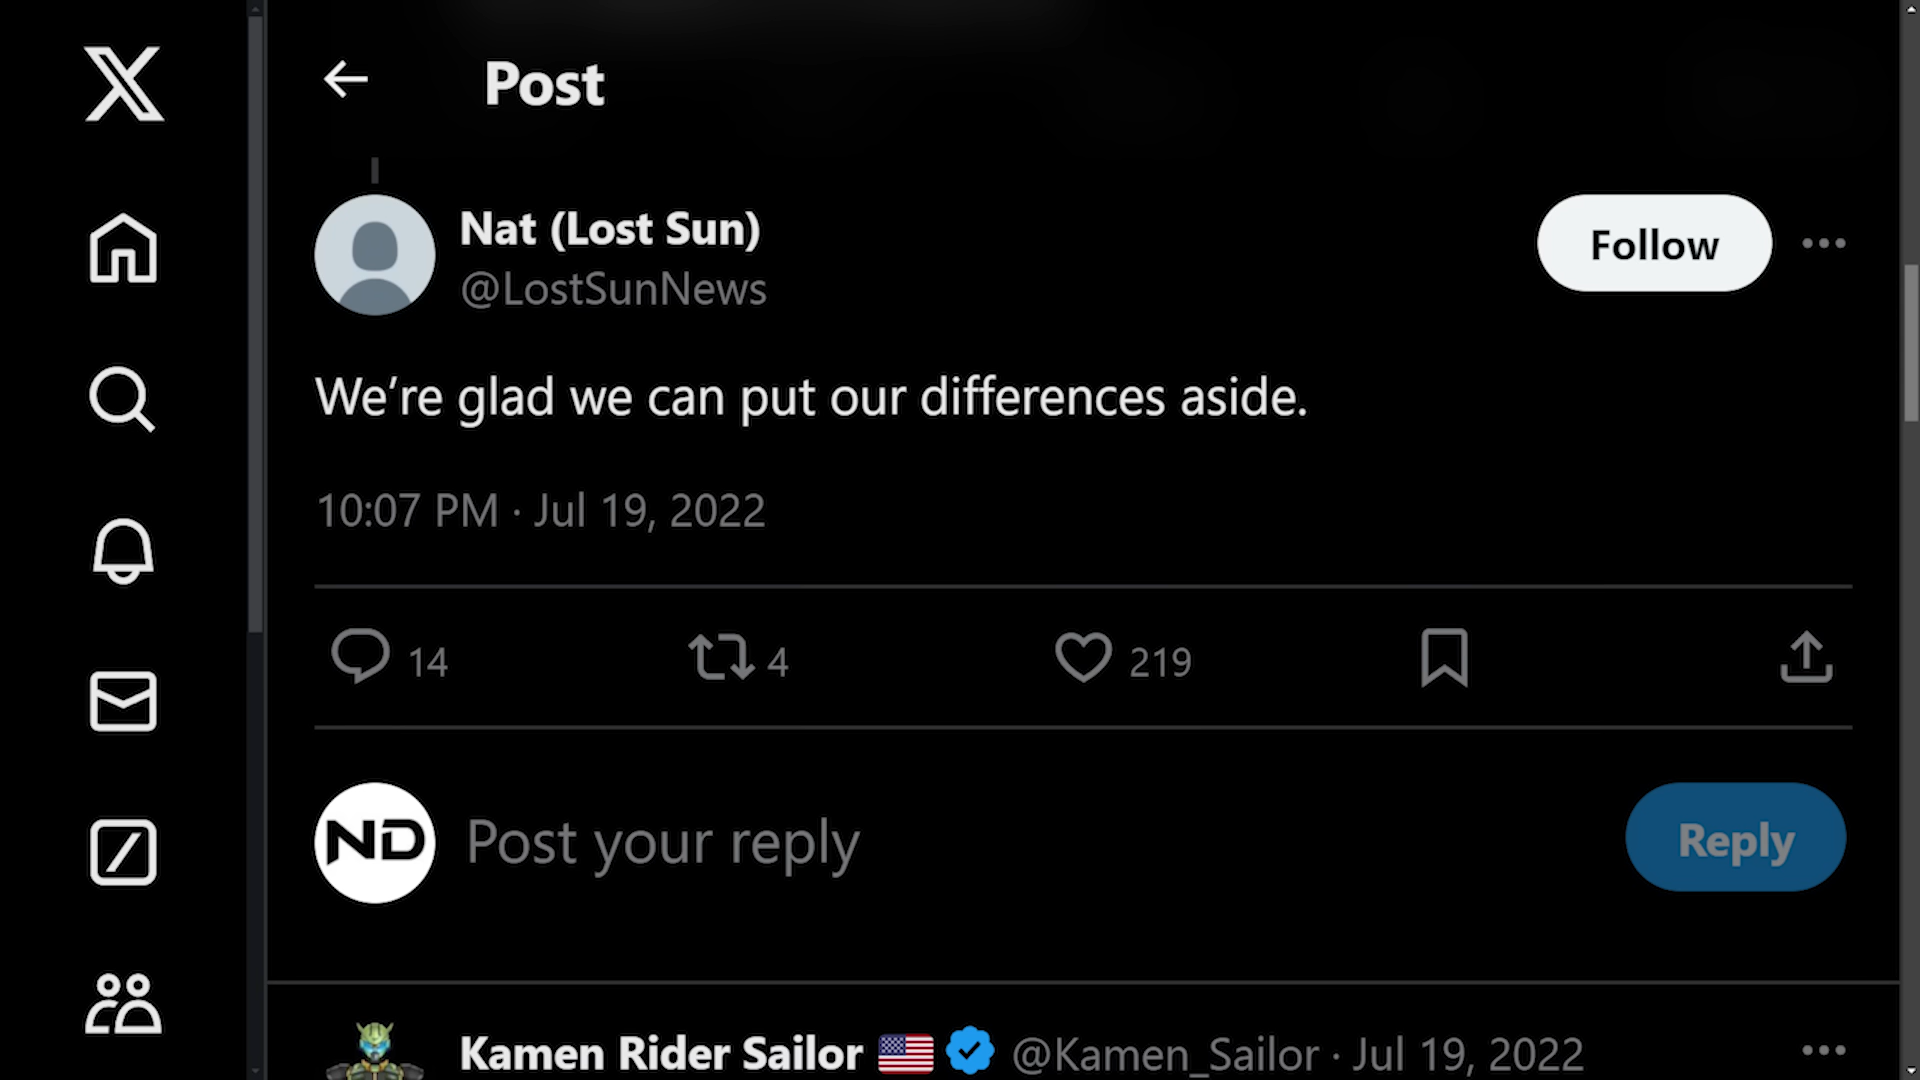 Post
Nat (Lost Sun)
Follow
@LostSunNews
We’re glad we can put our differences aside.
10:07 PM · Jul 19, 2022
14 4 219
ND Post your reply Reply
Kamen Rider Sailor 🇺🇸 @Kamen_Sailor · Jul 19, 2022